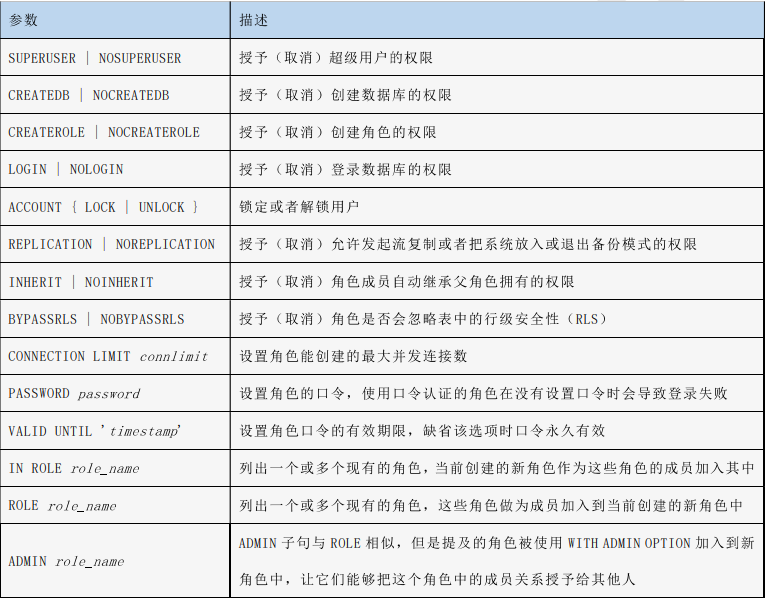 参数 描述
SUPERUSER | NOSUPERUSER 授予（取消）超级用户的权限
CREATEDB | NOCREATEDB 授予（取消）创建数据库的权限
CREATEROLE | NOCREATEROLE 授予（取消）创建角色的权限
LOGIN | NOLOGIN 授予（取消）登录数据库的权限
ACCOUNT { LOCK | UNLOCK } 锁定或者解锁用户
REPLICATION | NOREPLICATION 授予（取消）允许发起流复制或者把系统放入或退出备份模式的权限
INHERIT | NOINHERIT 授予（取消）角色成员自动继承父角色拥有的权限
BYPASSRLS | NOBYPASSRLS 授予（取消）角色是否会忽略表中的行级安全性（RLS）
CONNECTION LIMIT connlimit 设置角色能创建的最大并发连接数
PASSWORD password 设置角色的口令，使用口令认证的角色在没有设置口令时会导致登录失败
VALID UNTIL 'timestamp' 设置角色口令的有效期限，缺省该选项时口令永久有效
IN ROLE role_name 列出一个或多个现有的角色，当前创建的新角色作为这些角色的成员加入其中
ROLE role_name 列出一个或多个现有的角色，这些角色做为成员加入到当前创建的新角色中
ADMIN role_name ADMIN 子句与 ROLE 相似，但是提及的角色被使用 WITH ADMIN OPTION 加入到新
角色中，让它们能够把这个角色中的成员关系授予给其他人